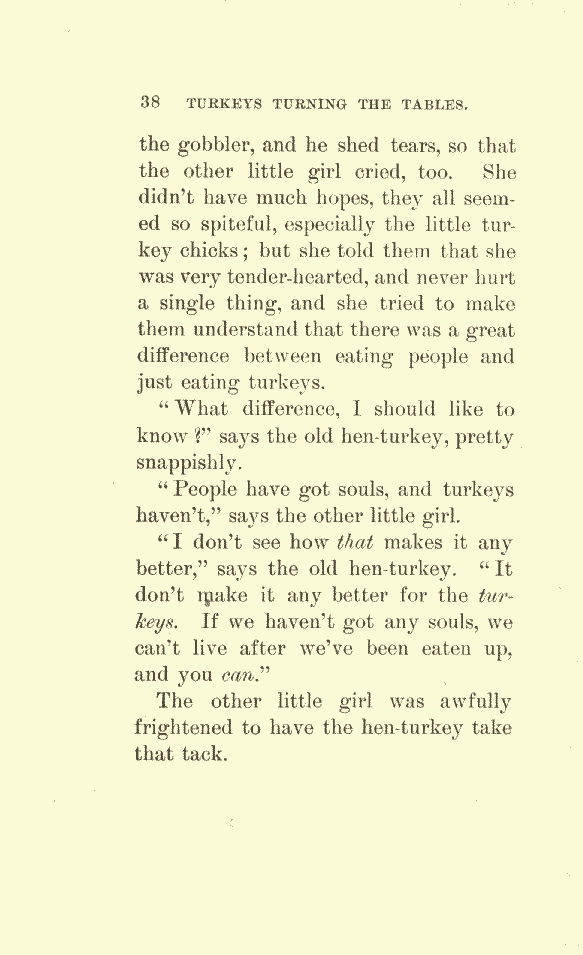 38 TURKEYS TURNING THE TABLES.
the gobbler, and he shed tears, so that
the other little girl cried, too. She
didn't have much hopes, they all seem-
ed so spiteful, especially the little tur-
key chicks; but she told them that she
was very tender-hearted, and never hurt
a single thing, and she tried to make
them understand that there was a great
difference between eating people and
just eating turkeys.
"What difference, I should like to
know?" says the old hen-turkey, pretty
snappishly.
"People have got souls, and turkeys
haven't," says the other little girl.
"I don't see how that makes it any
better," says the old hen-turkey. "It
don't make it any better for the tur-
keys. If we haven't got any souls, we
can't live after we've been eaten up,
and you can."
The other little girl was awfully
frightened to have the hen-turkey take
that tack.